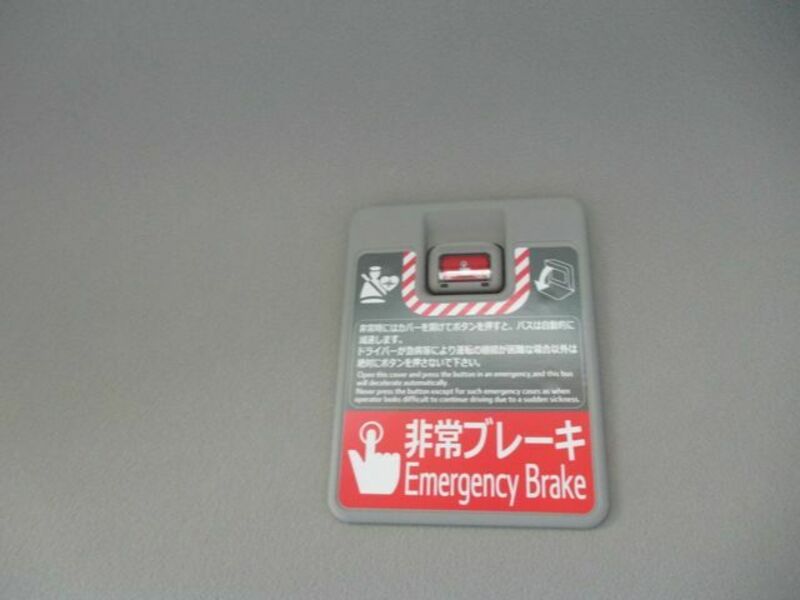 非常時にはカバーを開けてボタンを押すと、バスは自動的に
減速します。
ドライバーが急病等により運転の継続が困難な場合以外は
絶対にボタンを押さないで下さい。
Open this cover and press the button in an emergency,and this bus
will decelerate automatically.
Never press the button except for such emergency cases as when
operator looks difficult to continue driving due to a sudden sickness.
非常ブレーキ
Emergency Brake